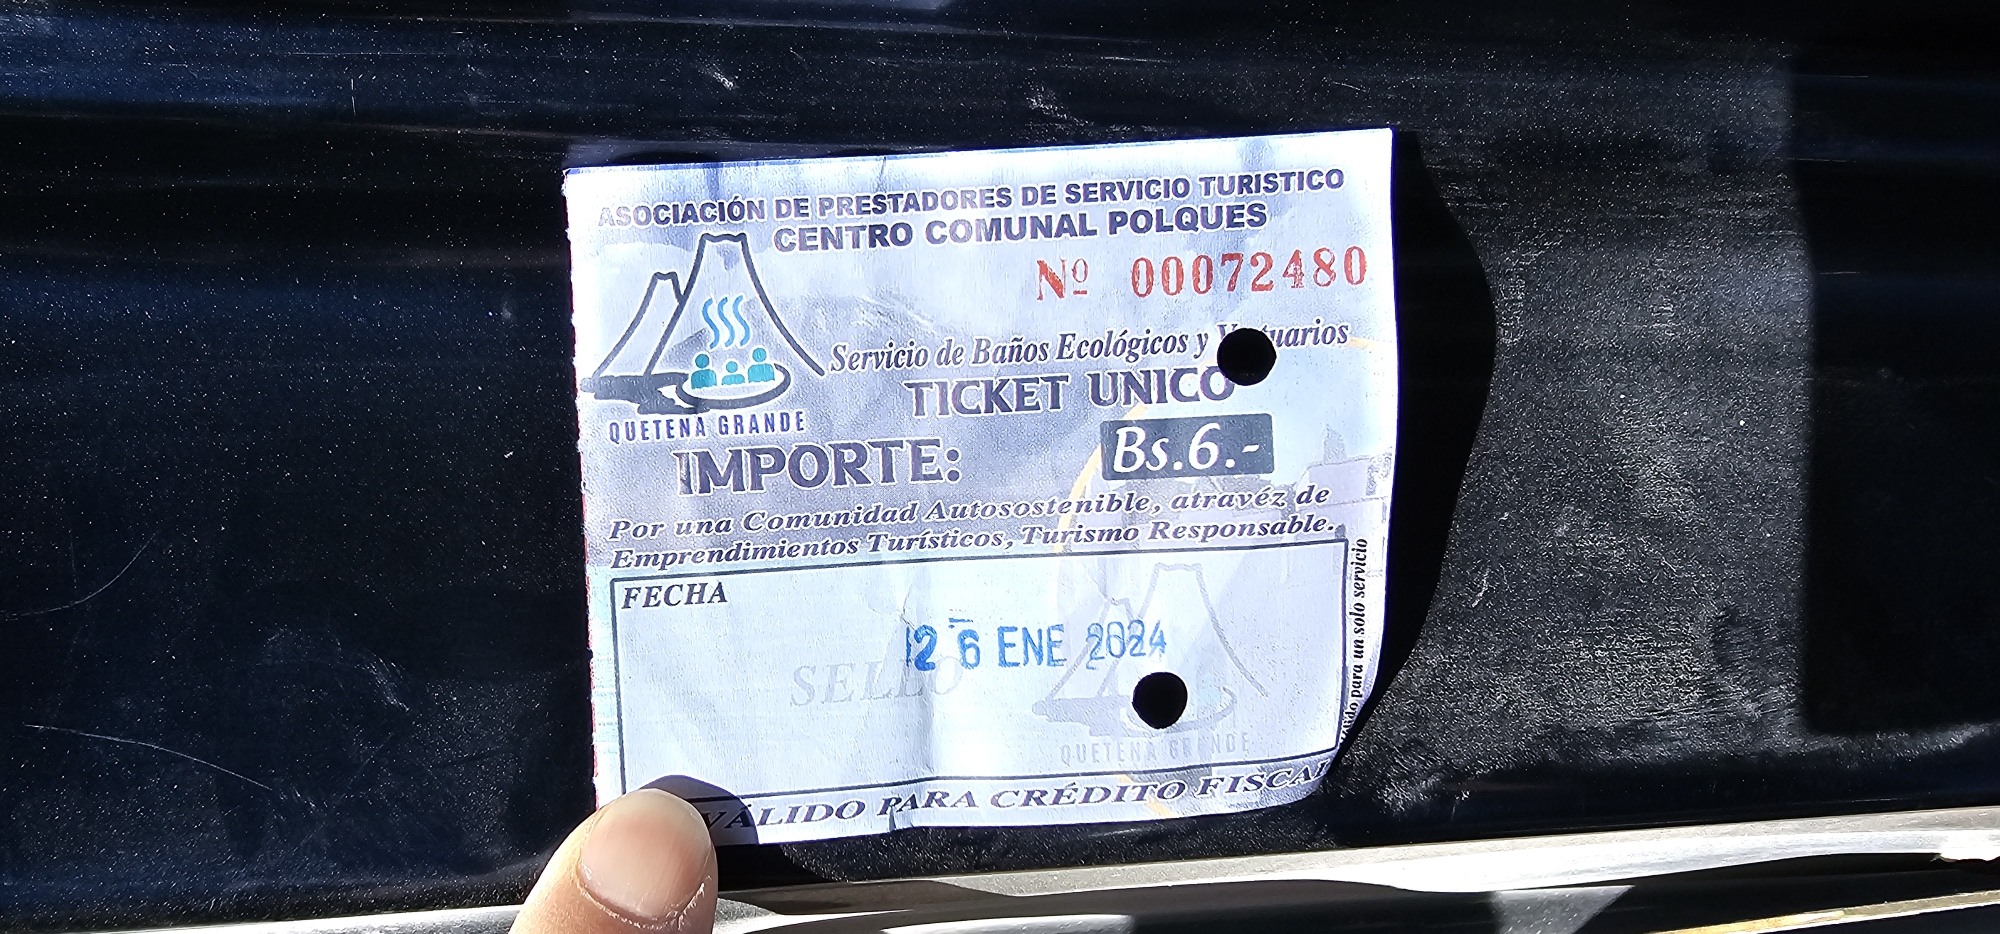 ASOCIACIÓN DE PRESTADORES DE SERVICIO TURISTICO
CENTRO COMUNAL POLQUES
Nº 00072480
Servicio de Baños Ecológicos y
TICKET UNICO
QUETENA GRANDE
IMPORTE: Bs.6.-
Por una Comunidad Autosostenible, atravéz de
Emprendimientos Turísticos, Turismo Responsable.
FECHA
26 ENE 2024
SELLO
QUETENA GRANDE
VÁLIDO PARA CRÉDITO FISCAL
para un solo servicio